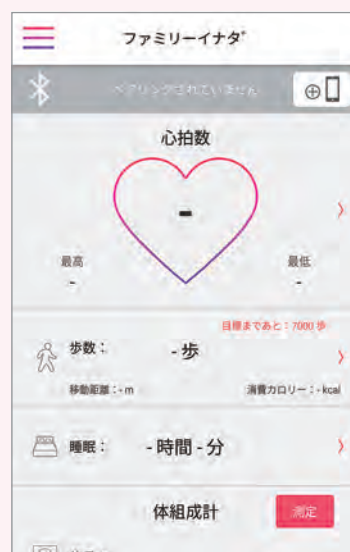 ファミリーイナダ
ペアリングされていません
心拍数
-
最高
最低
-
-
目標まであと：7000 歩
歩数：
- 歩
移動距離：- m
消費カロリー：- kcal
睡眠：
- 時間 - 分
体組成計
測定